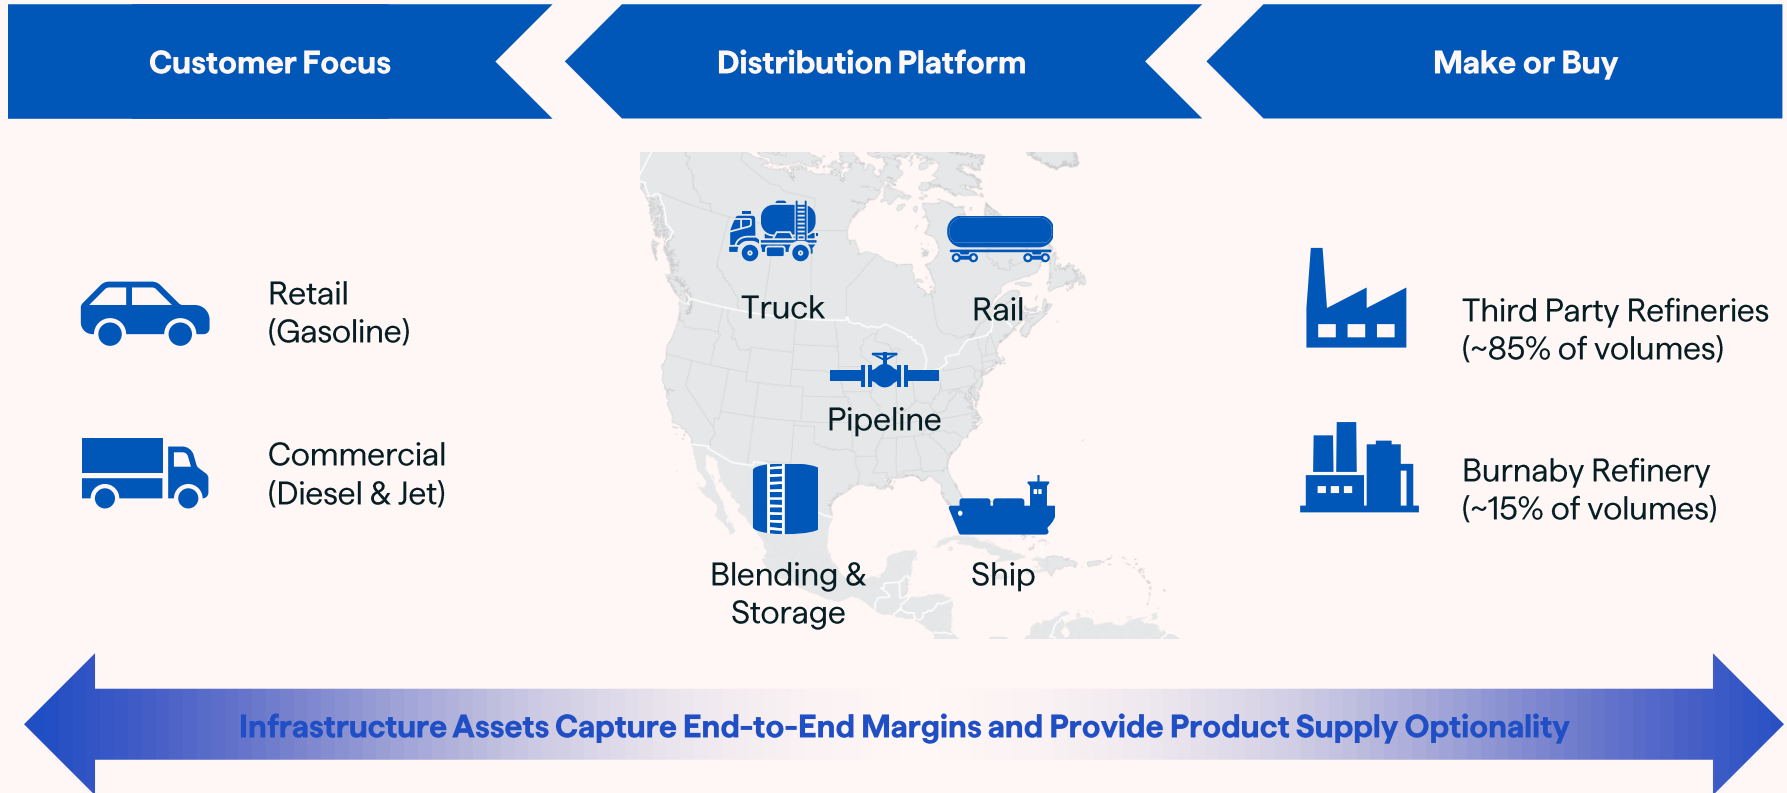 Customer Focus
Distribution Platform
Make or Buy
Retail
(Gasoline)
Commercial
(Diesel & Jet)
Truck
Rail
Pipeline
Blending &
Storage
Ship
Third Party Refineries
(~85% of volumes)
Burnaby Refinery
(~15% of volumes)
Infrastructure Assets Capture End-to-End Margins and Provide Product Supply Optionality